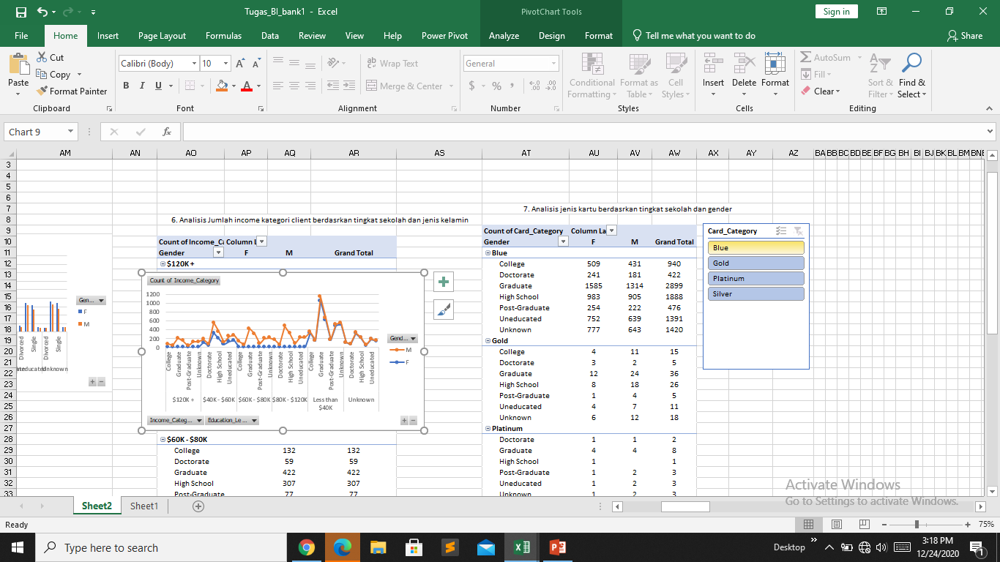 Tugas_BI_bank1 - Excel
PivotChart Tools
Sign in
File Home Insert Page Layout Formulas Data Review View Help Power Pivot Analyze Design Format Tell me what you want to do Share
Paste
Cut
Copy
Format Painter
Clipboard
Calibri (Body) 10
B I U
Font
Wrap Text
Merge & Center
Alignment
General
$ % ,
Number
Conditional Formatting
Format as Table
Cell Styles
Styles
Insert Delete Format
Cells
AutoSum
Fill
Clear
Sort & Filter
Find & Select
Editing
Chart 9
fx
AM AN AO AP AQ AR AS AT AU AV AW AX AY AZ BA BB BC BD BE BF BG BH BI BJ BK BL BM BN
3
4
5
6
7
8
9
10
11
12
13
14
15
16
17
18
19
20
21
22
23
24
25
26
27
28
29
30
31
32
33
Gen...
F
M
Divorced
Single
Divorced
Single
Unknown
6. Analisis Jumlah income kategori client berdasrkan tingkat sekolah dan jenis kelamin
Count of Income_Ca Column L
Gender F M Grand Total
$120K +
Count of Income_Category
1200
1000
800
600
400
200
0
College Graduate Post-Graduate Unknown Doctorate High School Uneducated College Graduate Post-Graduate Unknown Doctorate High School Uneducated College Graduate Post-Graduate Unknown Doctorate High School Uneducated
$120K + $40K - $60K $60K - $80K $80K - $120K Less than $40K Unknown
Gend...
M
F
Income_Categ... Education_Le...
$60K - $80K
College 132 132
Doctorate 59 59
Graduate 422 422
High School 307 307
Post-Graduate 77 77
7. Analisis jenis kartu berdasrkan tingkat sekolah dan gender
Count of Card_Category Column La
Gender F M Grand Total
Blue
College 509 431 940
Doctorate 241 181 422
Graduate 1585 1314 2899
High School 983 905 1888
Post-Graduate 254 222 476
Uneducated 752 639 1391
Unknown 777 643 1420
Gold
College 4 11 15
Doctorate 3 2 5
Graduate 12 24 36
High School 8 18 26
Post-Graduate 1 4 5
Uneducated 4 7 11
Unknown 6 12 18
Platinum
Doctorate 1 1 2
Graduate 4 4 8
High School 1 1
Post-Graduate 1 2 3
Uneducated 1 2 3
Unknown 1 2 3
Card_Category
Blue
Gold
Platinum
Silver
Activate Windows
Go to Settings to activate Windows.
Sheet2 Sheet1
Ready
75%
Type here to search
Desktop
3:18 PM
12/24/2020
1